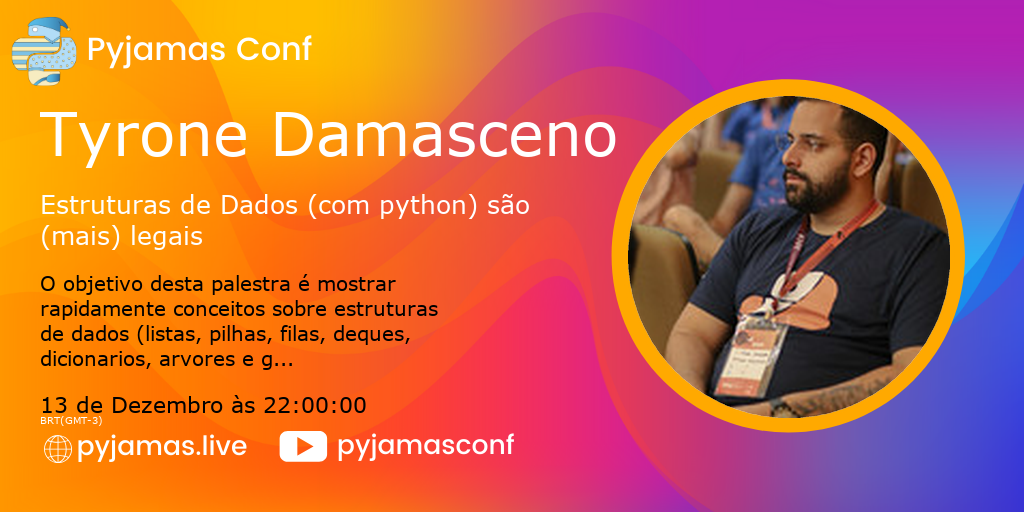 Pyjamas Conf
Tyrone Damasceno
Estruturas de Dados (com python) são
(mais) legais
O objetivo desta palestra é mostrar
rapidamente conceitos sobre estruturas
de dados (listas, pilhas, filas, deques,
dicionarios, arvores e g...
13 de Dezembro às 22:00:00
BRT(GMT-3)
pyjamas.live
pyjamasconf